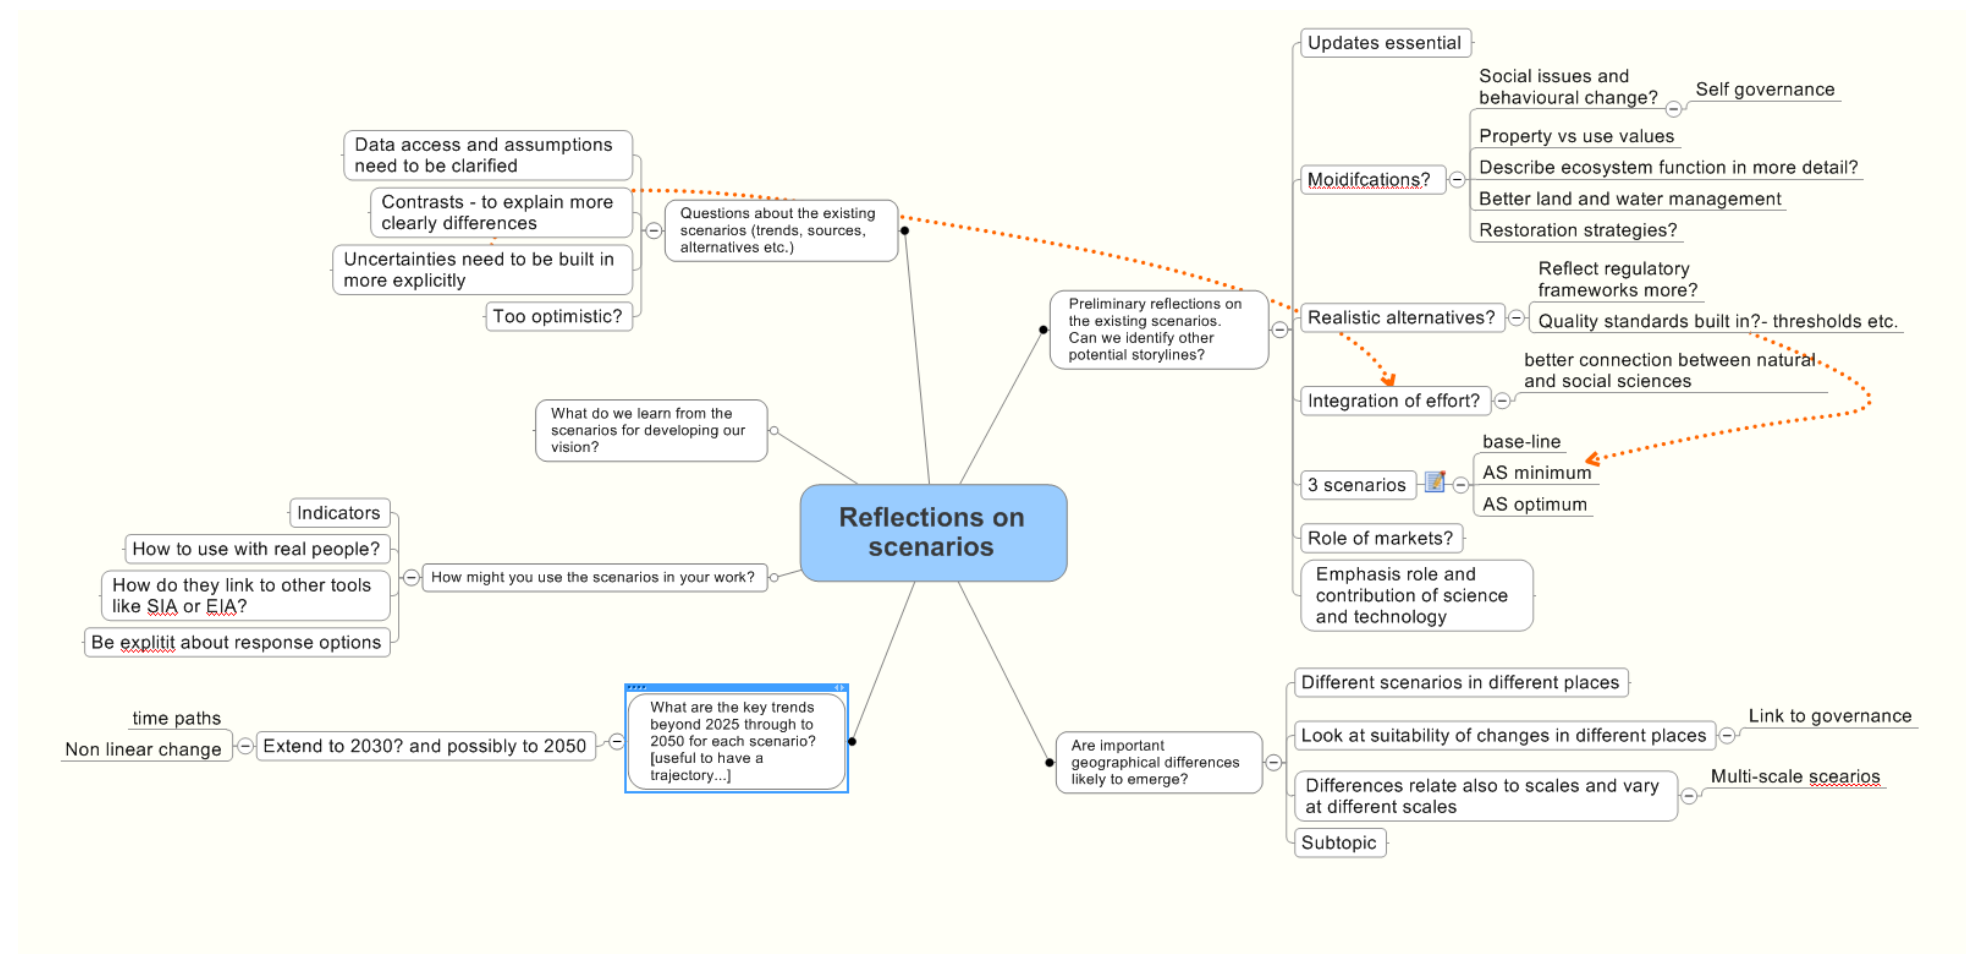 Reflections on
scenarios
Preliminary reflections on
the existing scenarios.
Can we identify other
potential storylines?
Updates essential
Moidifcations?
Social issues and
behavioural change?
Self governance
Property vs use values
Describe ecosystem function in more detail?
Better land and water management
Restoration strategies?
Realistic alternatives?
Reflect regulatory
frameworks more?
Quality standards built in?- thresholds etc.
Integration of effort?
better connection between natural
and social sciences
3 scenarios
base-line
AS minimum
AS optimum
Role of markets?
Emphasis role and
contribution of science
and technology
Are important
geographical differences
likely to emerge?
Different scenarios in different places
Look at suitability of changes in different places
Link to governance
Differences relate also to scales and vary
at different scales
Multi-scale scearios
Subtopic
Questions about the existing
scenarios (trends, sources,
alternatives etc.)
Data access and assumptions
need to be clarified
Contrasts - to explain more
clearly differences
Uncertainties need to be built in
more explicitly
Too optimistic?
What do we learn from the
scenarios for developing our
vision?
How might you use the scenarios in your work?
Indicators
How to use with real people?
How do they link to other tools
like SIA or EIA?
Be explitit about response options
What are the key trends
beyond 2025 through to
2050 for each scenario?
[useful to have a
trajectory...]
Extend to 2030? and possibly to 2050
time paths
Non linear change